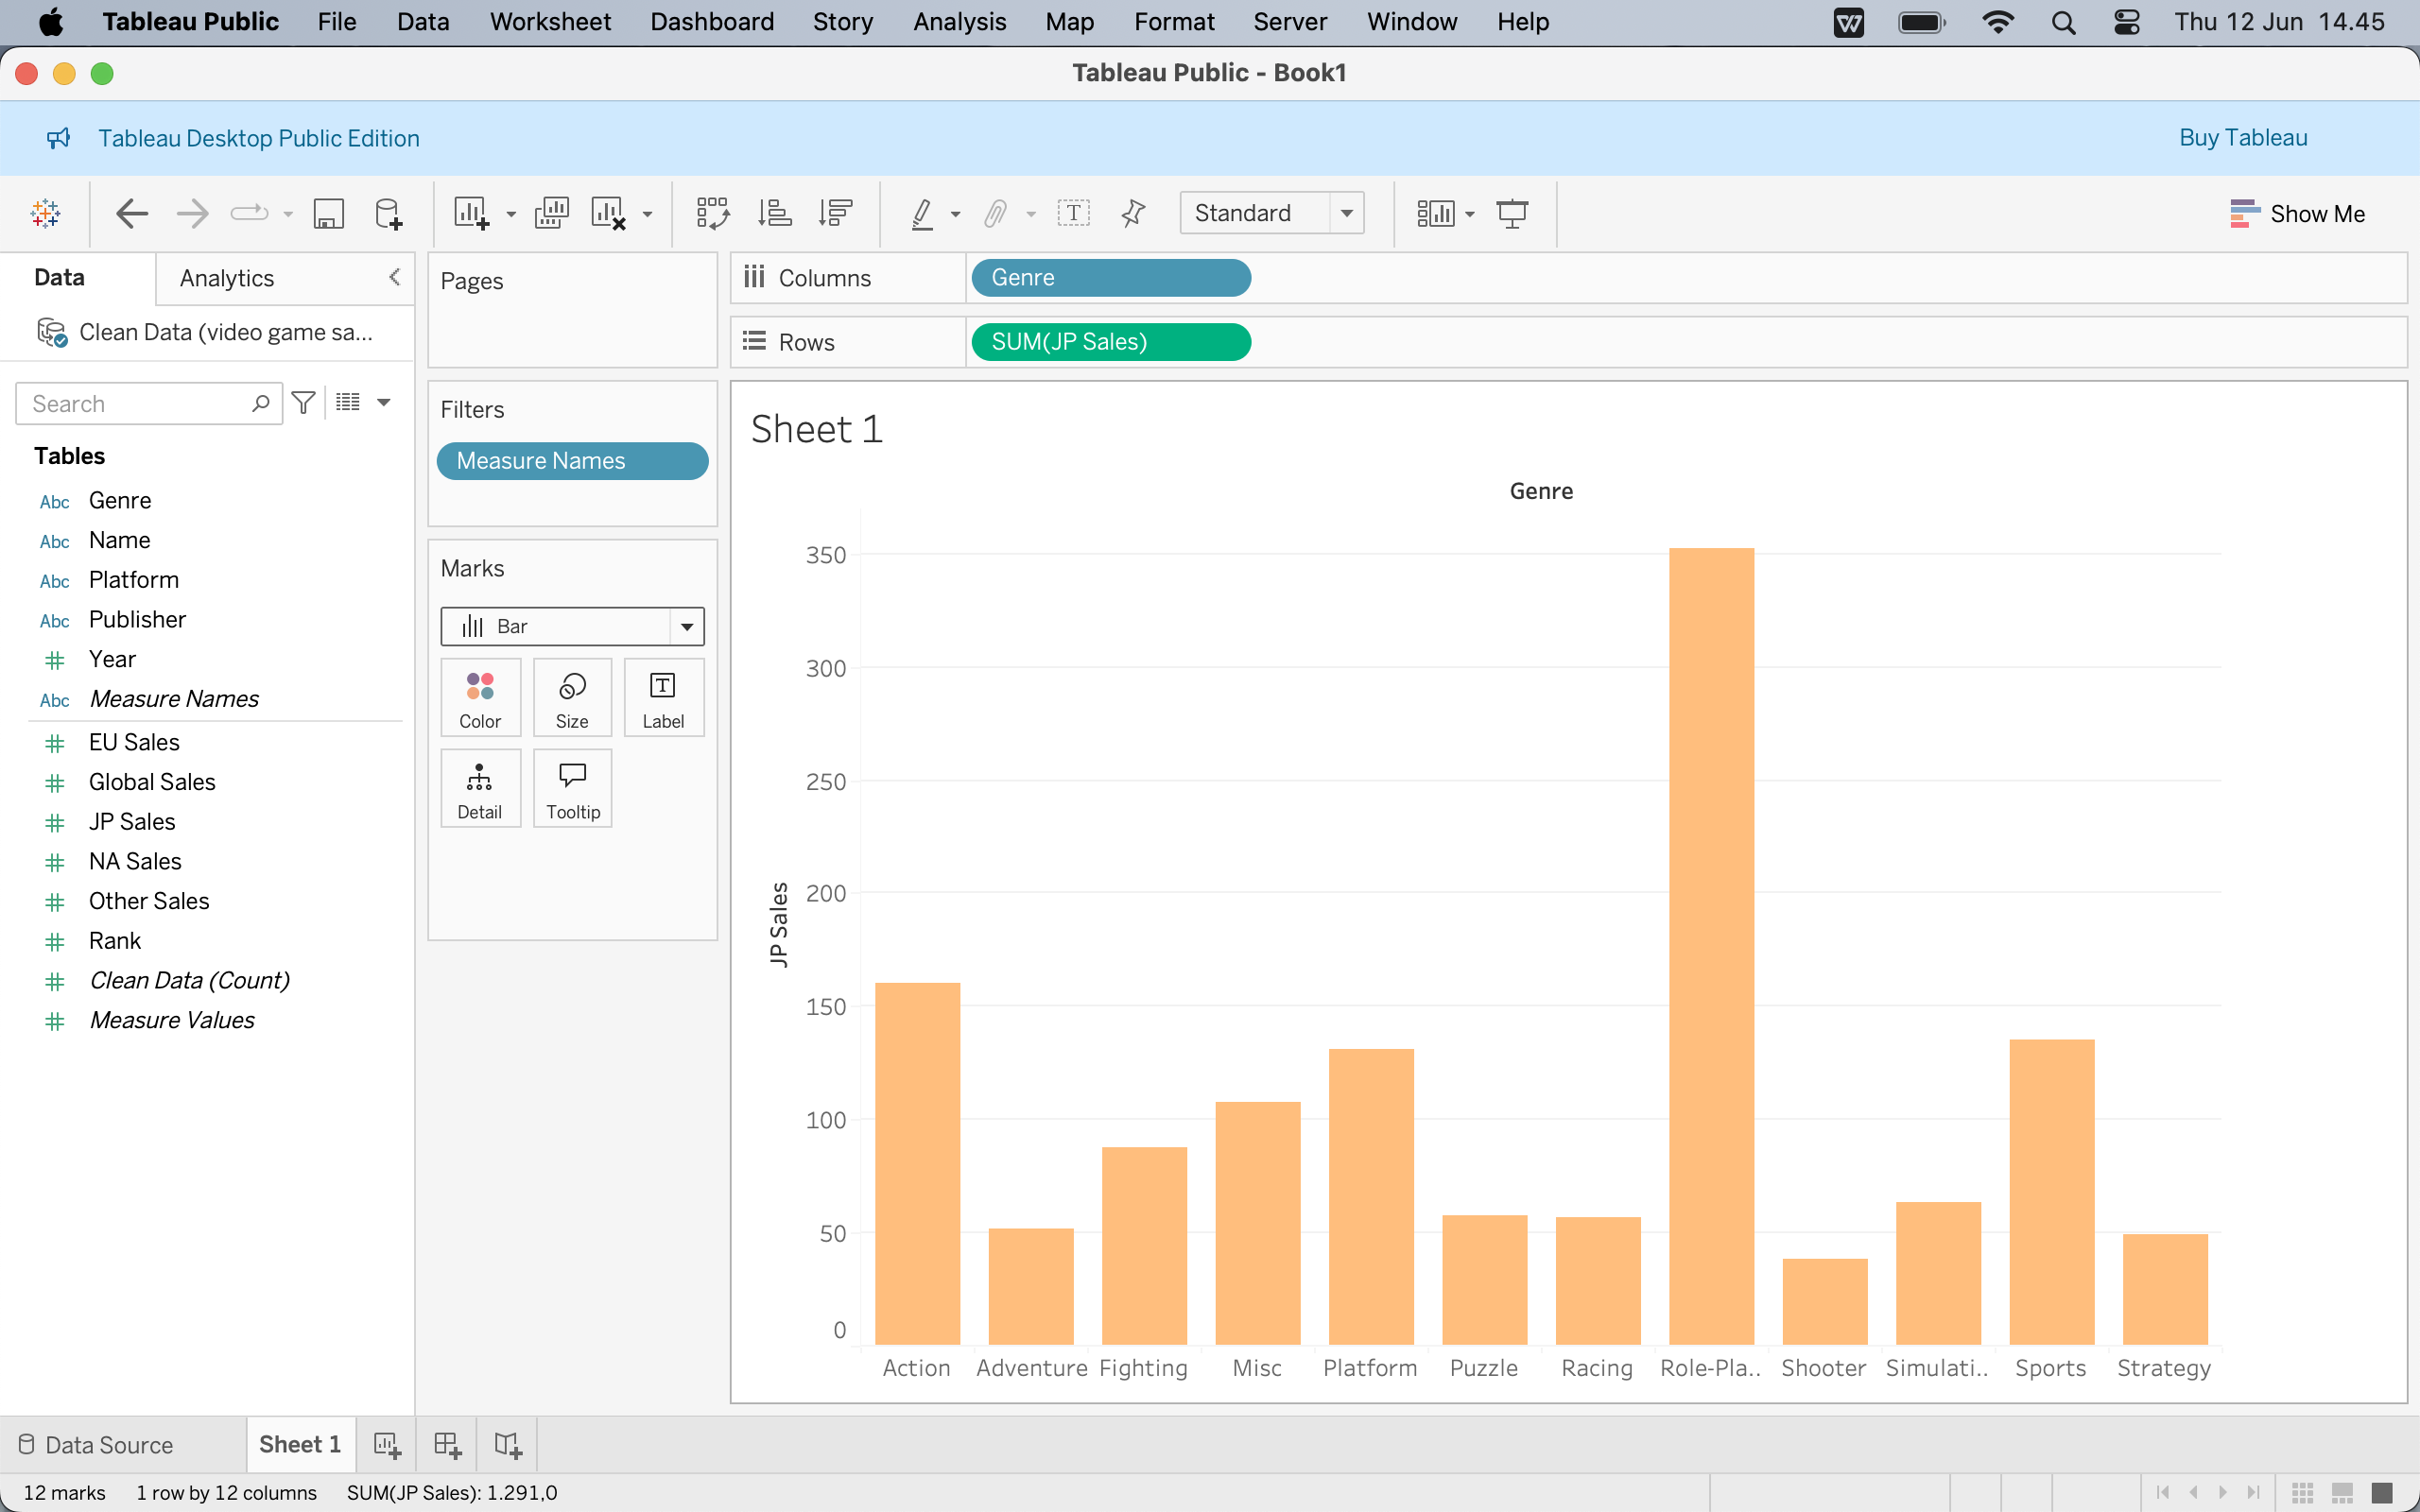 Tableau Public File Data Worksheet Dashboard Story Analysis Map Format Server Window Help Thu 12 Jun 14.45
Tableau Public - Book1
Tableau Desktop Public Edition Buy Tableau
Standard Show Me
Data Analytics
Clean Data (video game sa...
Search
Tables
Abc Genre
Abc Name
Abc Platform
Abc Publisher
Year
Abc Measure Names
EU Sales
Global Sales
JP Sales
NA Sales
Other Sales
Rank
Clean Data (Count)
Measure Values
Pages
Filters
Measure Names
Marks
Bar
Color Size Label
Detail Tooltip
Columns Genre
Rows SUM(JP Sales)
Sheet 1
Genre
JP Sales
350
300
250
200
150
100
50
0
Action Adventure Fighting Misc Platform Puzzle Racing Role-Pla.. Shooter Simulati.. Sports Strategy
Data Source Sheet 1
12 marks 1 row by 12 columns SUM(JP Sales): 1.291,0